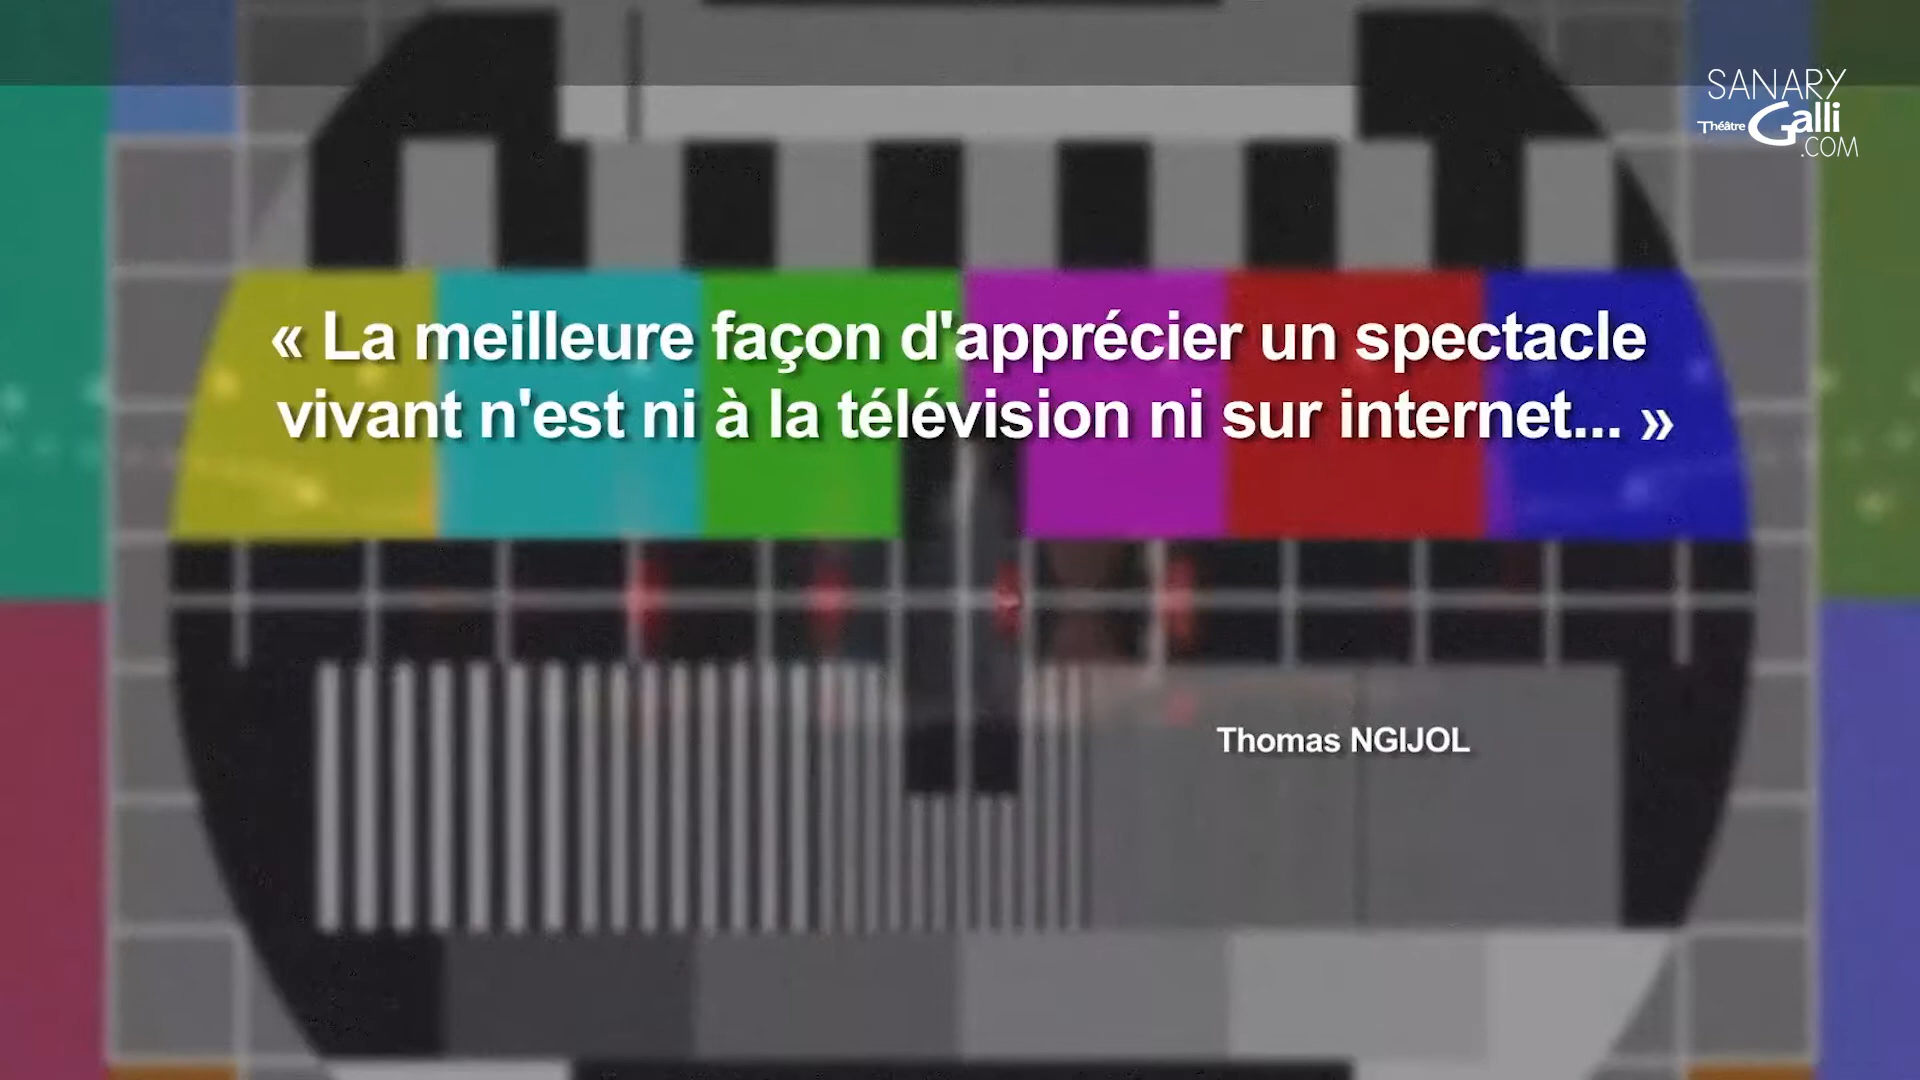 SANARY
Théâtre Galli
.COM
« La meilleure façon d'apprécier un spectacle
vivant n'est ni à la télévision ni sur internet... »
Thomas NGIJOL